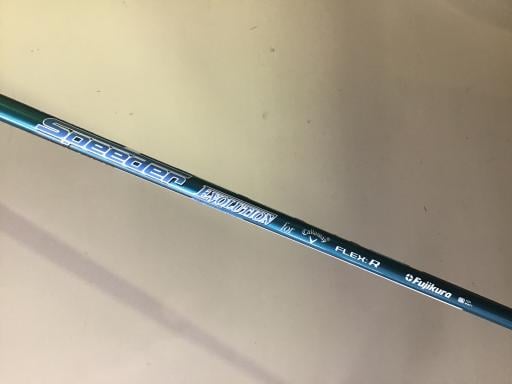 Speeder EVOLUTION for Callaway FLEX: R Fujikura